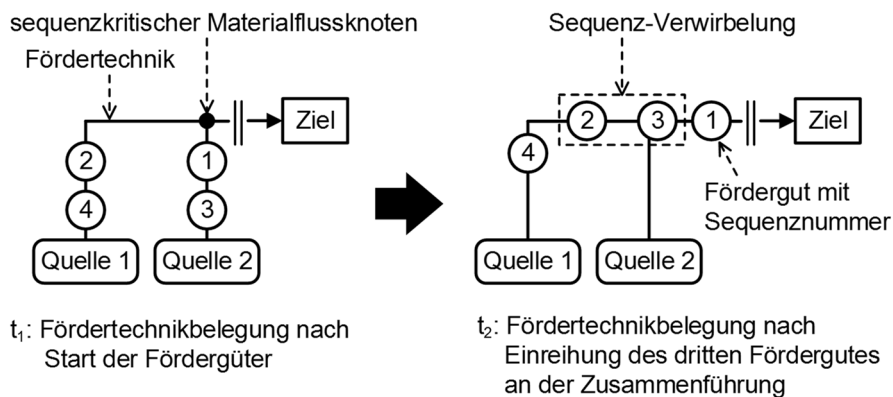 sequenzkritischer Materialflussknoten
Fördertechnik
Ziel
2
1
4
3
Quelle 1
Quelle 2
t₁: Fördertechnikbelegung nach
Start der Fördergüter
Sequenz-Verwirbelung
2
3
1
Ziel
4
Fördergut mit
Sequenznummer
Quelle 1
Quelle 2
t₂: Fördertechnikbelegung nach
Einreihung des dritten Fördergutes
an der Zusammenführung